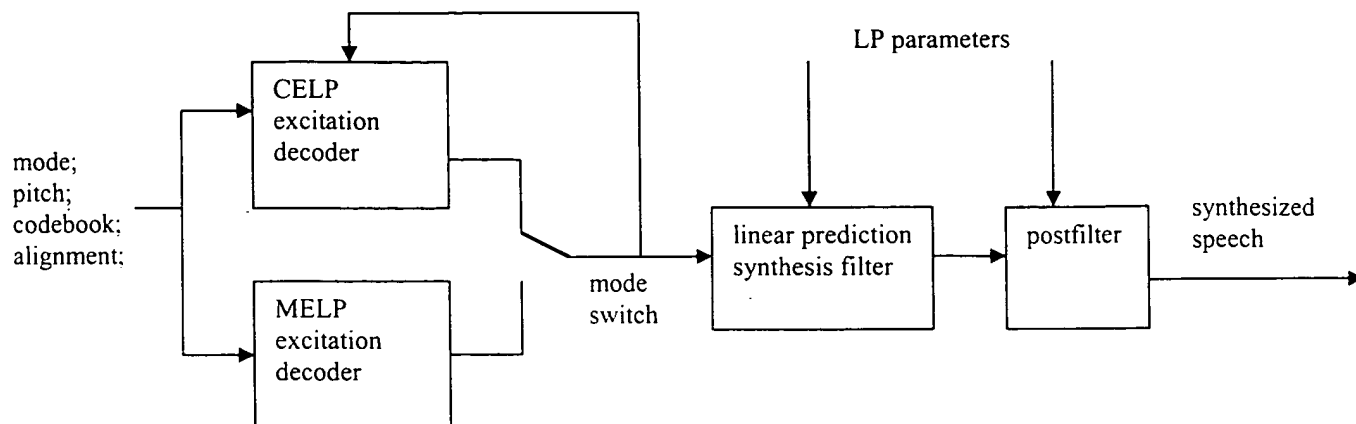 LP parameters
CELP
excitation
decoder
mode;
pitch;
codebook;
alignment;
linear prediction
synthesis filter
postfilter
synthesized
speech
mode
switch
MELP
excitation
decoder